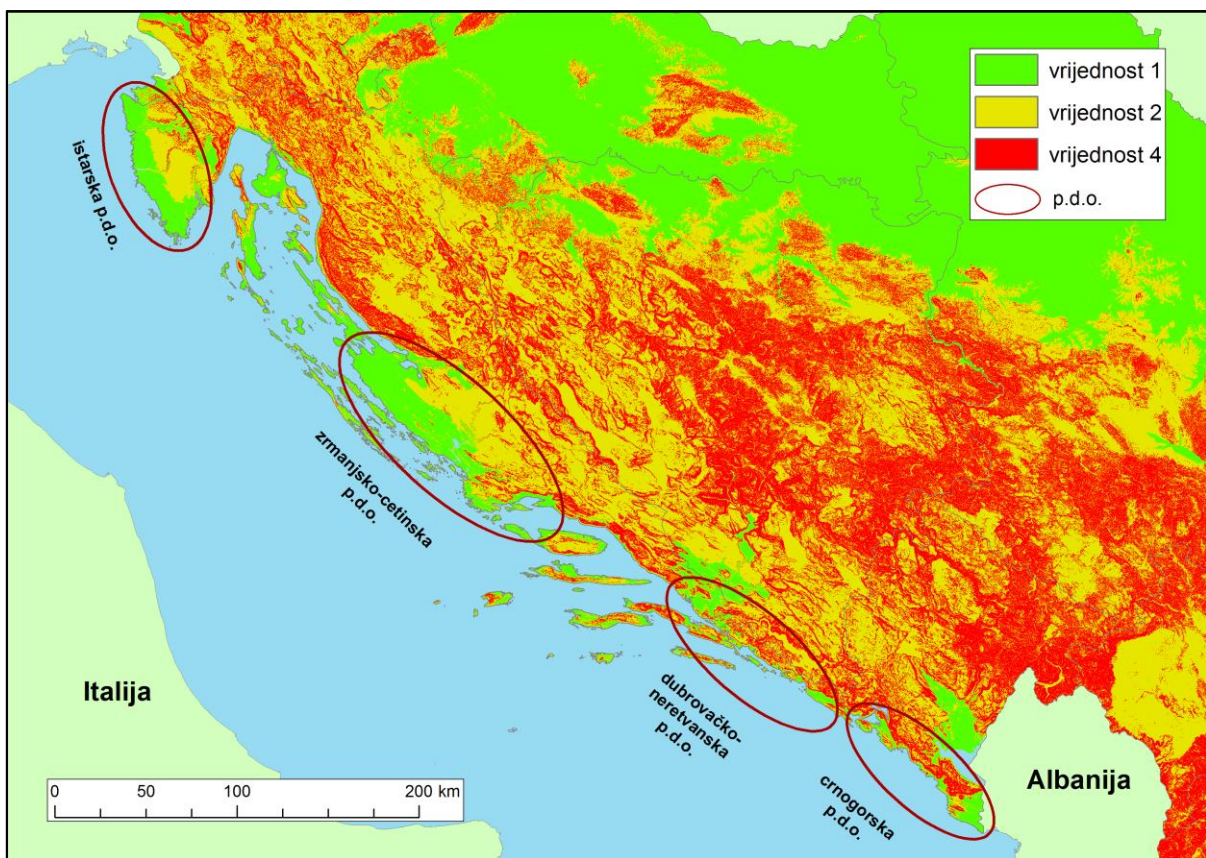 vrijednost 1
vrijednost 2
vrijednost 4
p.d.o.
istarska p.d.o.
zrmanjsko-cetinska
p.d.o.
dubrovačko-
neretvanska
p.d.o.
crnogorska
p.d.o.
Italija
Albanija
0 50 100 200 km